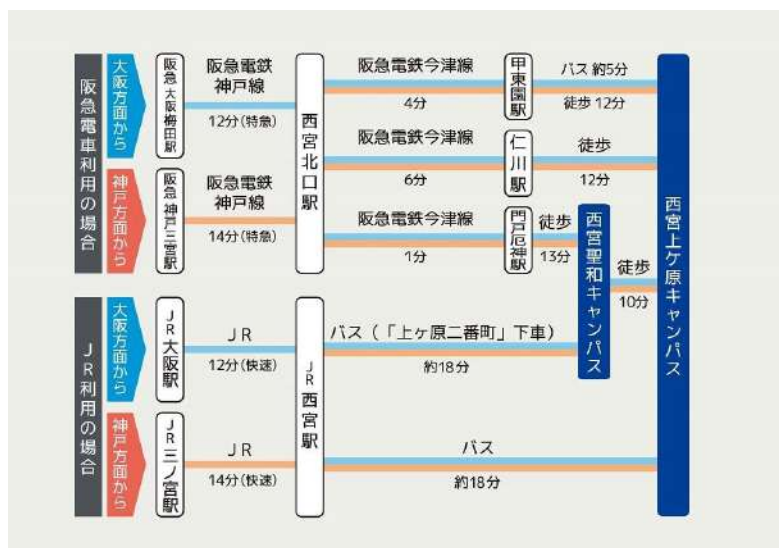 阪急電車利用の場合
大阪方面から
阪急 大阪梅田駅
阪急電鉄
神戸線
12分(特急)
神戸方面から
阪急 神戸三宮駅
阪急電鉄
神戸線
14分(特急)
西宮北口駅
阪急電鉄今津線
4分
甲東園駅
バス 約5分
徒歩 12分
阪急電鉄今津線
6分
仁川駅
徒歩
12分
阪急電鉄今津線
1分
門戸厄神駅
徒歩
13分
西宮聖和キャンパス
徒歩
10分
西宮上ケ原キャンパス
JR利用の場合
大阪方面から
JR大阪駅
JR
12分(快速)
神戸方面から
JR三ノ宮駅
JR
14分(快速)
JR西宮駅
バス(「上ヶ原二番町」下車)
約18分
バス
約18分